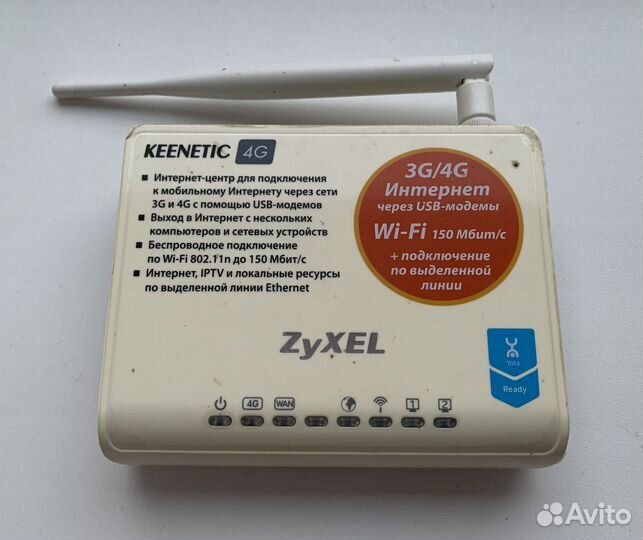 KEENETIC 4G
▪ Интернет-центр для подключения
к мобильному Интернету через сети
3G и 4G с помощью USB-модемов
▪ Выход в Интернет с нескольких
компьютеров и сетевых устройств
▪ Беспроводное подключение
по Wi-Fi 802.11n до 150 Мбит/с
▪ Интернет, IPTV и локальные ресурсы
по выделенной линии Ethernet
3G/4G
Интернет
через USB-модемы
Wi-Fi 150 Мбит/с
+ подключение
по выделенной
линии
ZyXEL
Yota
Ready
4G WAN 1 2
Avito